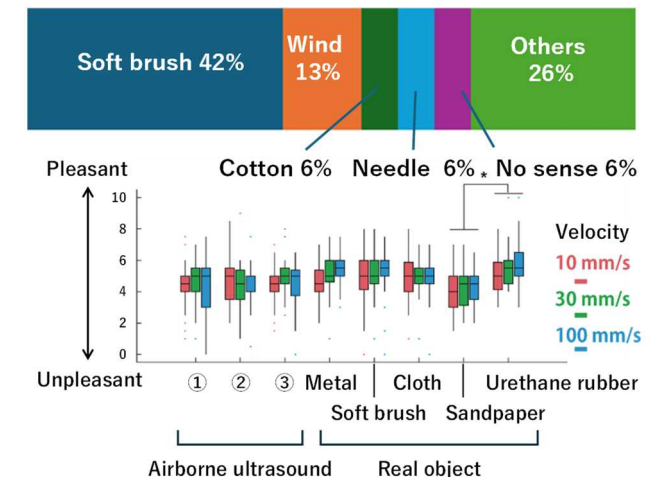 Soft brush 42%
Wind
13%
Others
26%
Cotton 6%
Needle 6%
No sense 6%
*
Pleasant
10
8
6
4
2
0
Unpleasant
Velocity
10 mm/s
30 mm/s
100 mm/s
① ② ③ Metal Cloth Urethane rubber
Soft brush Sandpaper
Airborne ultrasound Real object